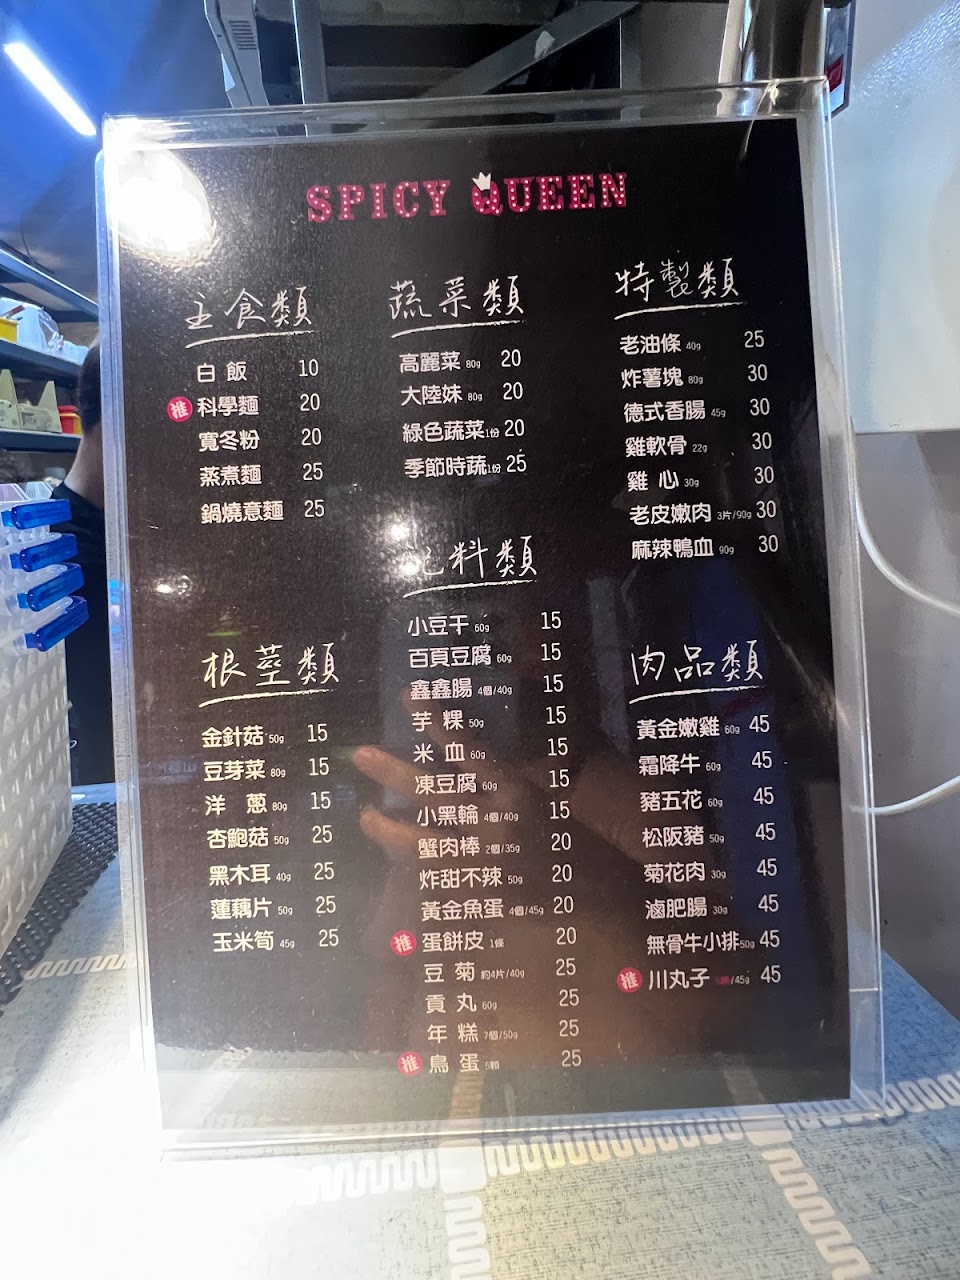 SPICY QUEEN
主食類
白飯 10
推 科學麵 20
寬冬粉 20
蒸煮麵 25
鍋燒意麵 25
蔬菜類
高麗菜 80g 20
大陸妹 80g 20
綠色蔬菜 1份 20
季節時蔬 1份 25
特製類
老油條 40g 25
炸薯塊 80g 30
德式香腸 45g 30
雞軟骨 22g 30
雞心 30g 30
老皮嫩肉 3片/90g 30
麻辣鴨血 90g 30
根莖類
金針菇 50g 15
豆芽菜 80g 15
洋蔥 80g 15
杏鮑菇 50g 25
黑木耳 40g 25
蓮藕片 50g 25
玉米筍 45g 25
料類
小豆干 60g 15
百頁豆腐 60g 15
鑫鑫腸 4個/40g 15
芋粿 50g 15
米血 60g 15
凍豆腐 60g 15
小黑輪 4個/40g 15
蟹肉棒 2個/35g 20
炸甜不辣 50g 20
黃金魚蛋 4個/45g 20
推 蛋餅皮 1條 20
豆菊 約4片/40g 25
貢丸 60g 25
年糕 7個/50g 25
推 鳥蛋 5顆 25
肉品類
黃金嫩雞 60g 45
霜降牛 60g 45
豬五花 60g 45
松阪豬 50g 45
菊花肉 30g 45
滷肥腸 30g 45
無骨牛小排 50g 45
推 川丸子 /45g 45